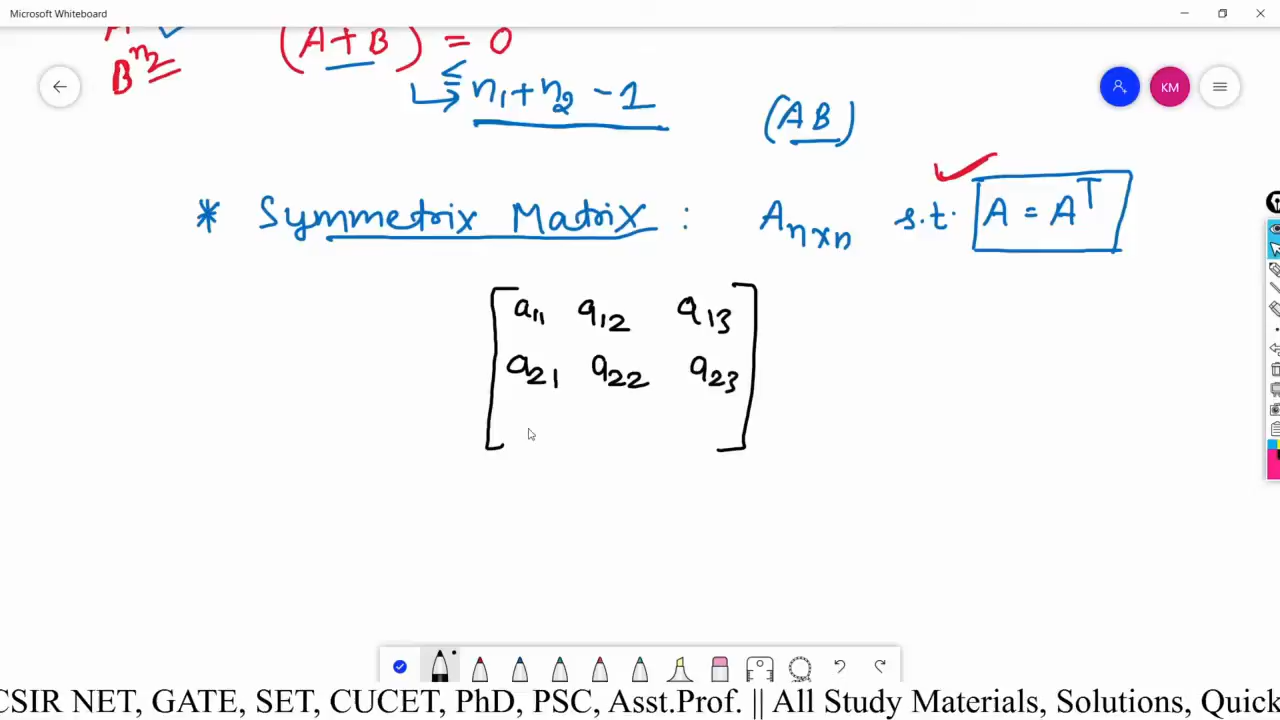 Microsoft Whiteboard
B^n2 (A+B) = 0
≤ n1+n2-1 (AB)
KM
* Symmetrix Matrix : Anxn s.t. A = A^T
a11 a12 a13
a21 a22 a23
CSIR NET, GATE, SET, CUCET, PhD, PSC, Asst.Prof. || All Study Materials, Solutions, Quick